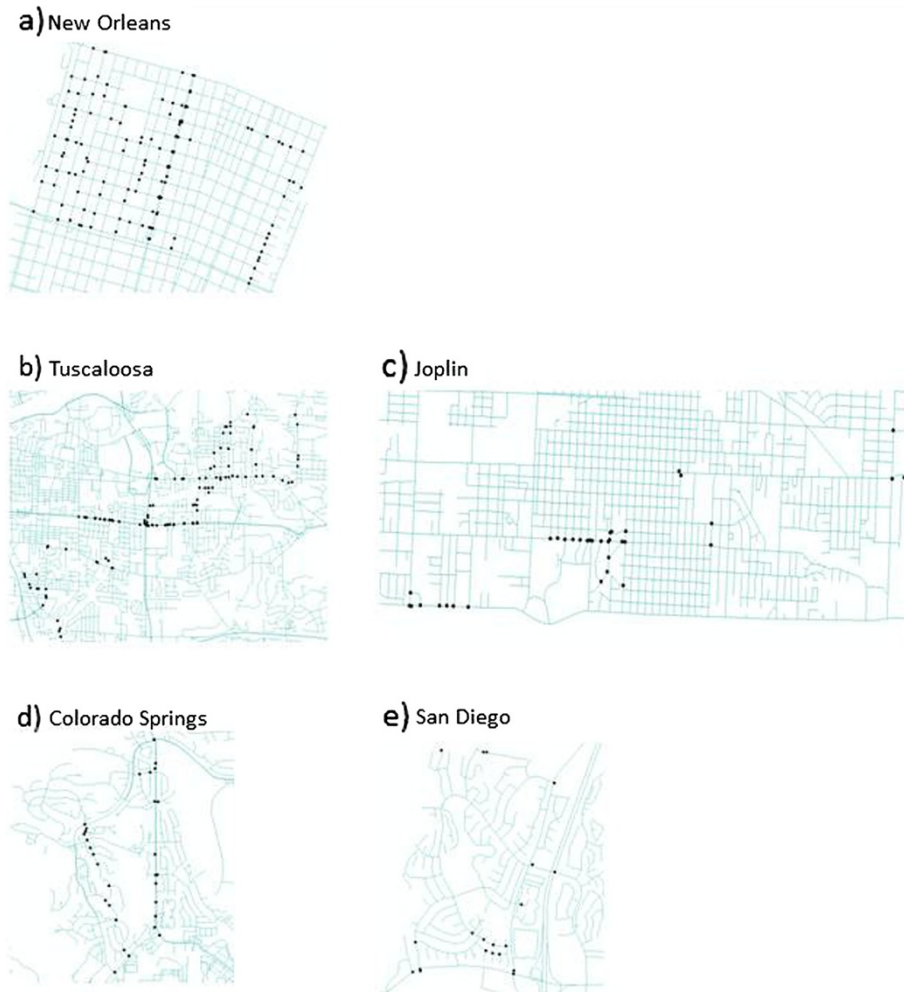 a) New Orleans
b) Tuscaloosa
c) Joplin
d) Colorado Springs
e) San Diego